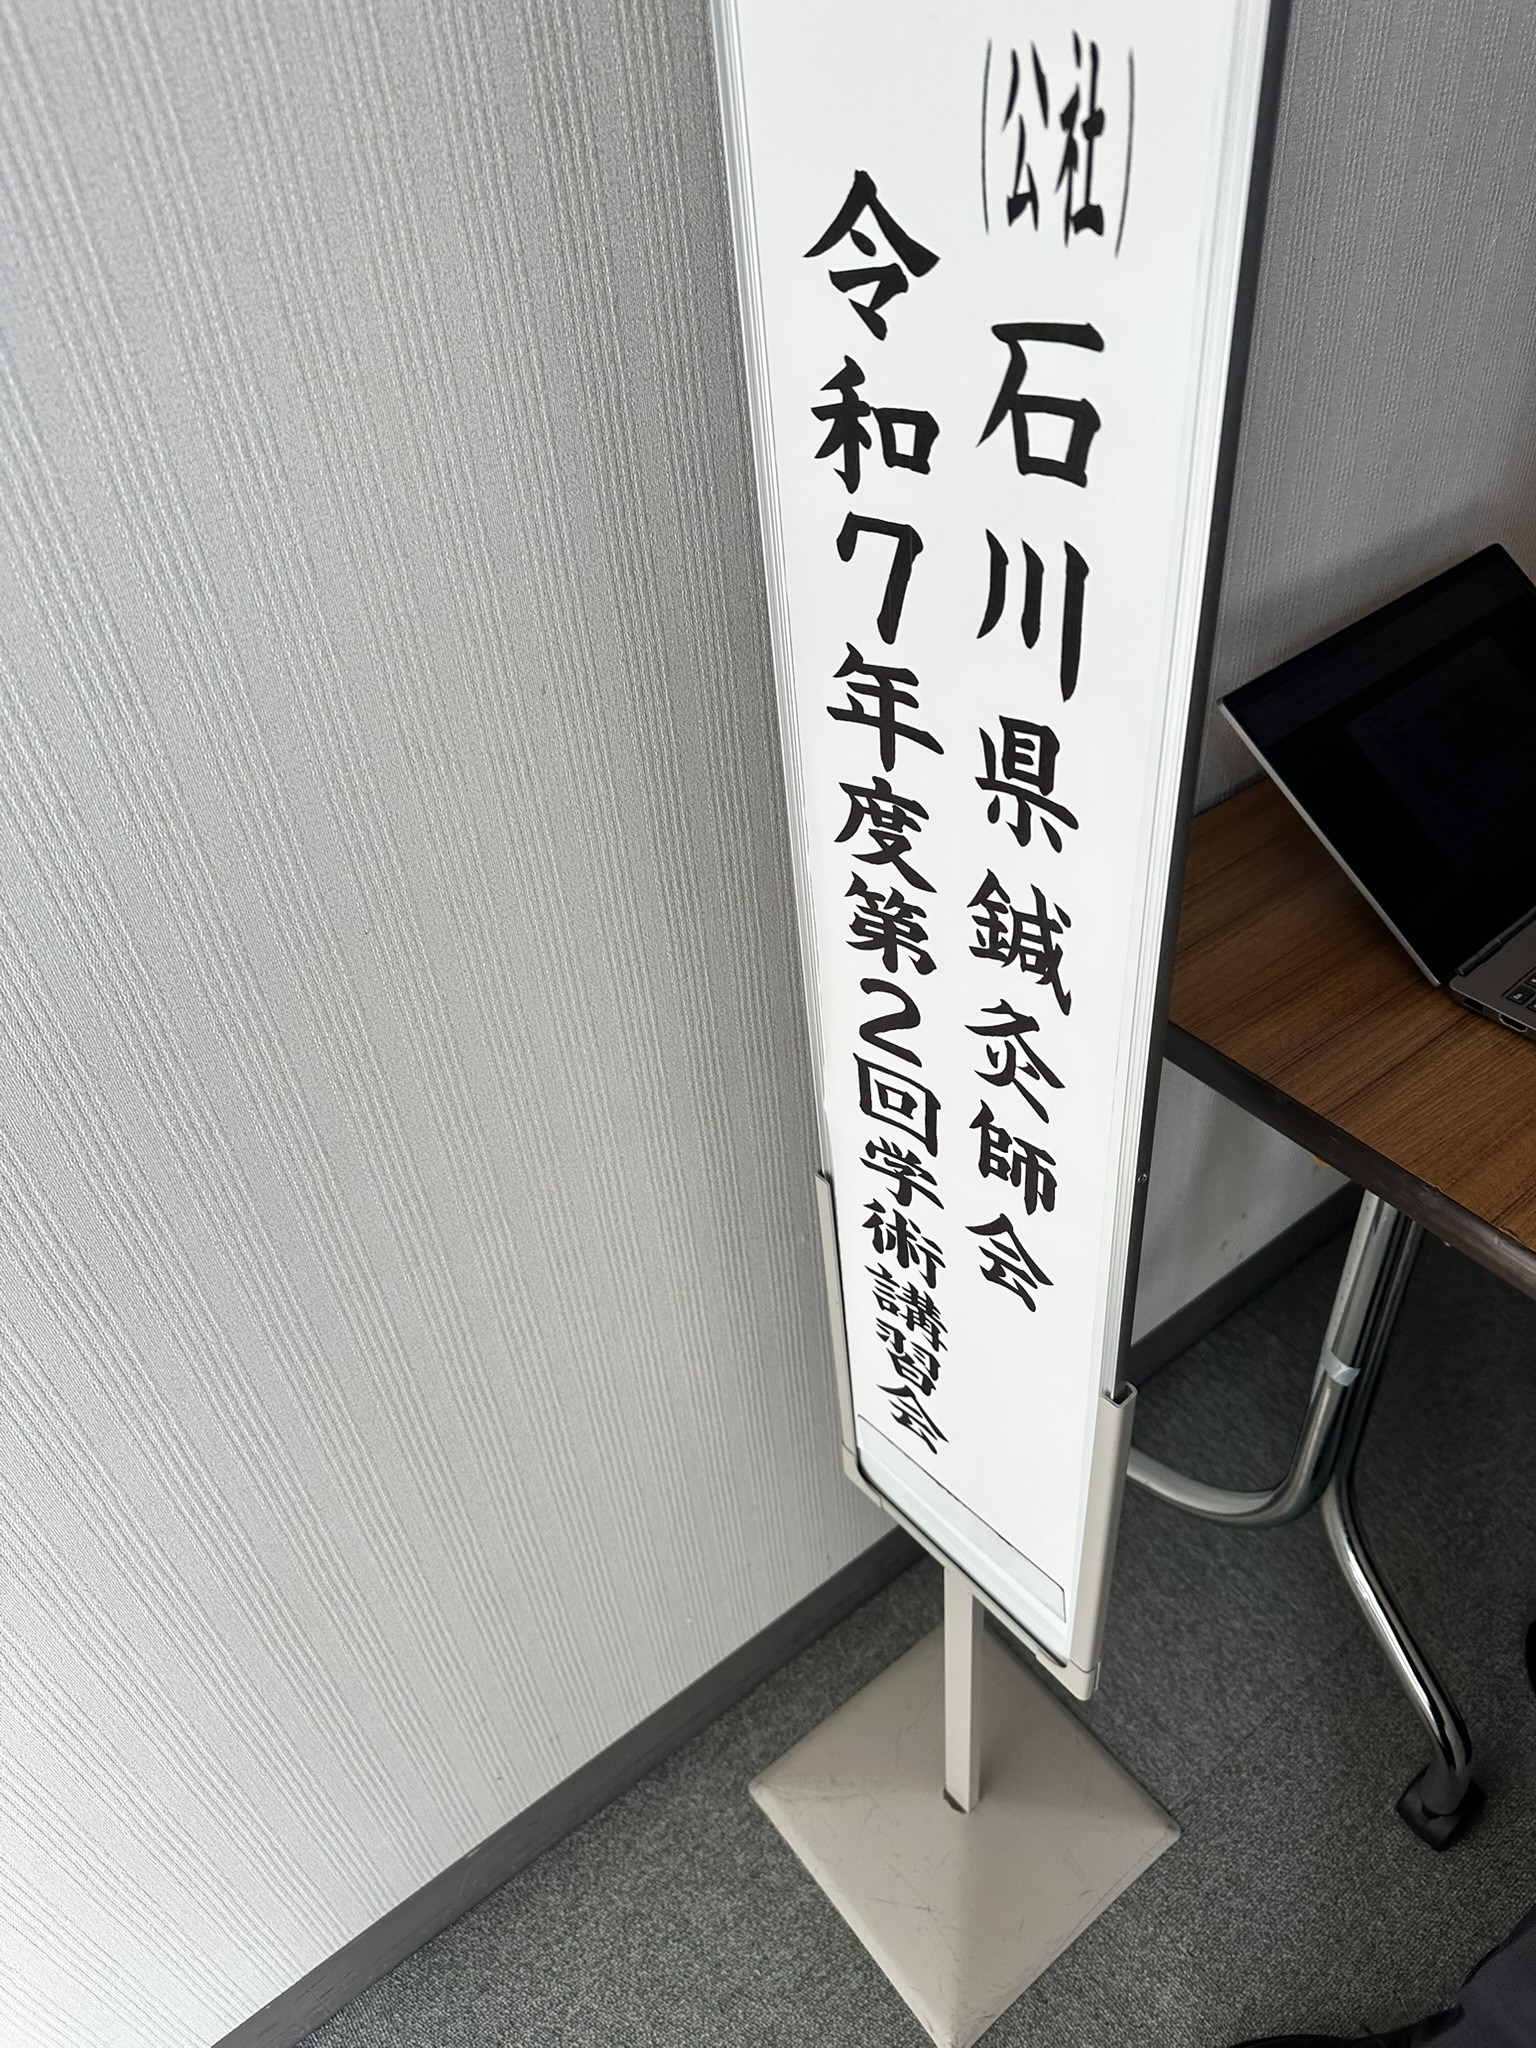 (公社)石川県鍼灸師会
令和7年度第2回学術講習会